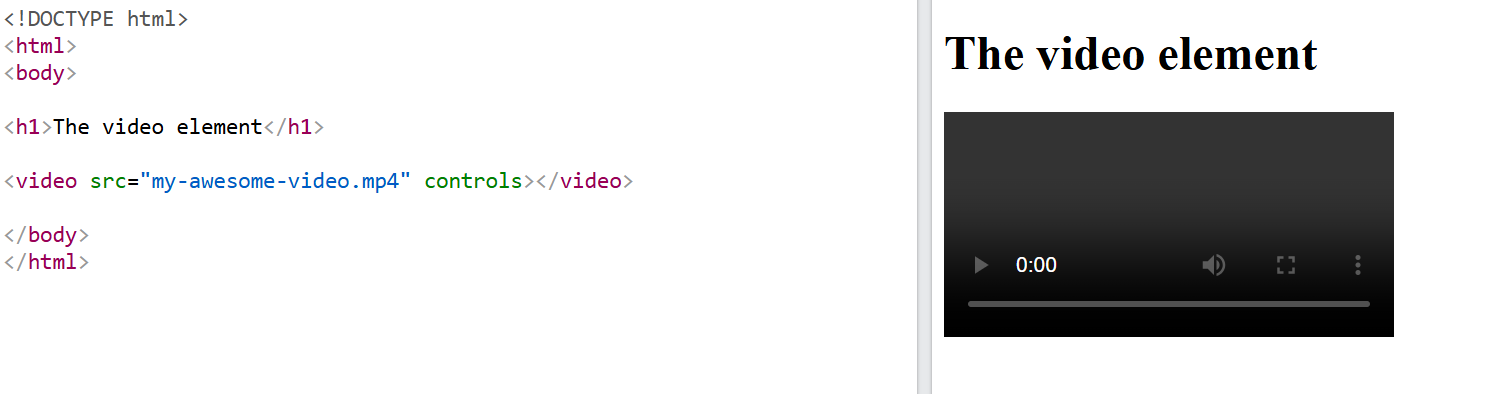 <!DOCTYPE html>
<html>
<body>
<h1>The video element</h1>
<video src="my-awesome-video.mp4" controls></video>
</body>
</html>
The video element
0:00